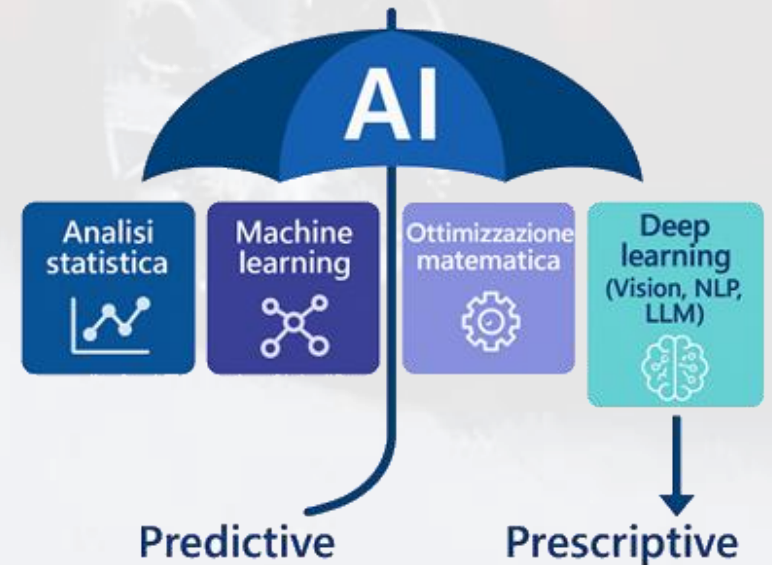 AI
Analisi
statistica
Machine
learning
Ottimizzazione
matematica
Deep
learning
(Vision, NLP,
LLM)
Predictive
Prescriptive